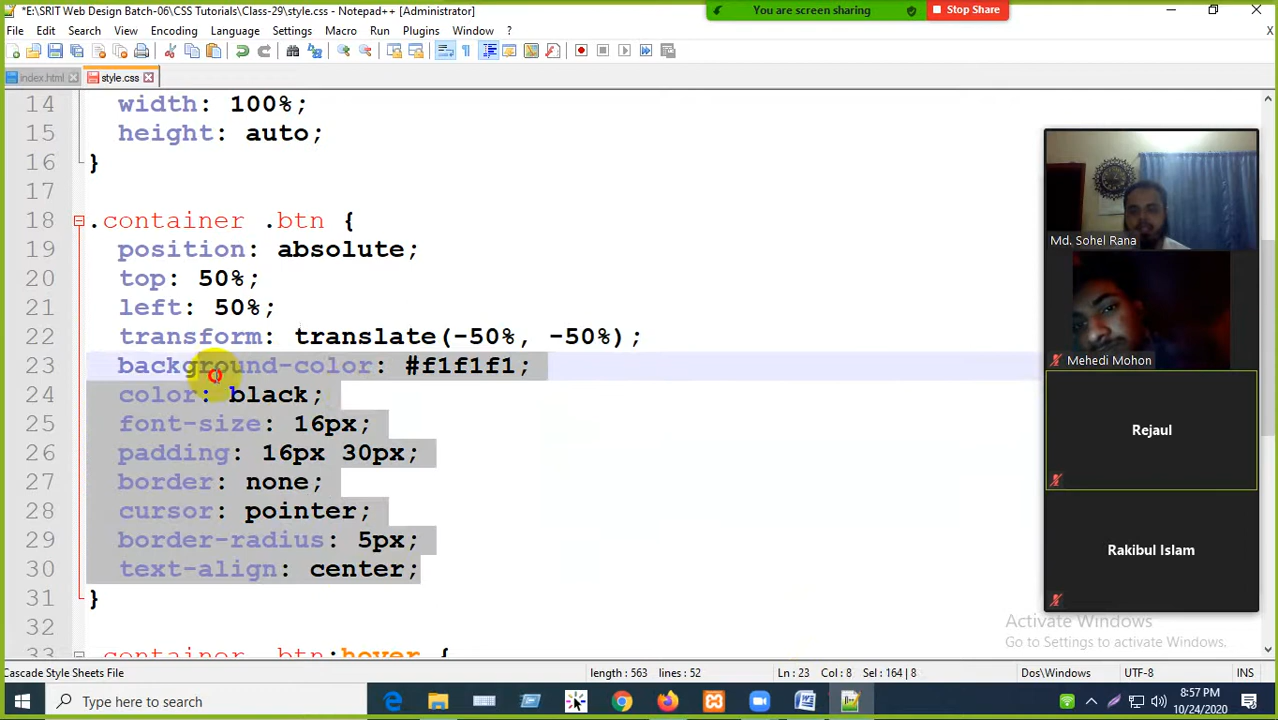 *E:\SRIT Web Design Batch-06\CSS Tutorials\Class-29\style.css - Notepad++ [Administrator]
You are screen sharing
Stop Share
File Edit Search View Encoding Language Settings Macro Run Plugins Window ?
X
index.html
style.css
14 width: 100%;
15 height: auto;
16 }
17
18 .container .btn {
19 position: absolute;
20 top: 50%;
21 left: 50%;
22 transform: translate(-50%, -50%);
23 background-color: #f1f1f1;
24 color: black;
25 font-size: 16px;
26 padding: 16px 30px;
27 border: none;
28 cursor: pointer;
29 border-radius: 5px;
30 text-align: center;
31 }
32
33 .container .btn:hover {
Md. Sohel Rana
Mehedi Mohon
Rejaul
Rakibul Islam
Activate Windows
Go to Settings to activate Windows.
Cascade Style Sheets File
length : 563 lines : 52
Ln : 23 Col : 8 Sel : 164 | 8
Dos\Windows
UTF-8
INS
Type here to search
8:57 PM
10/24/2020